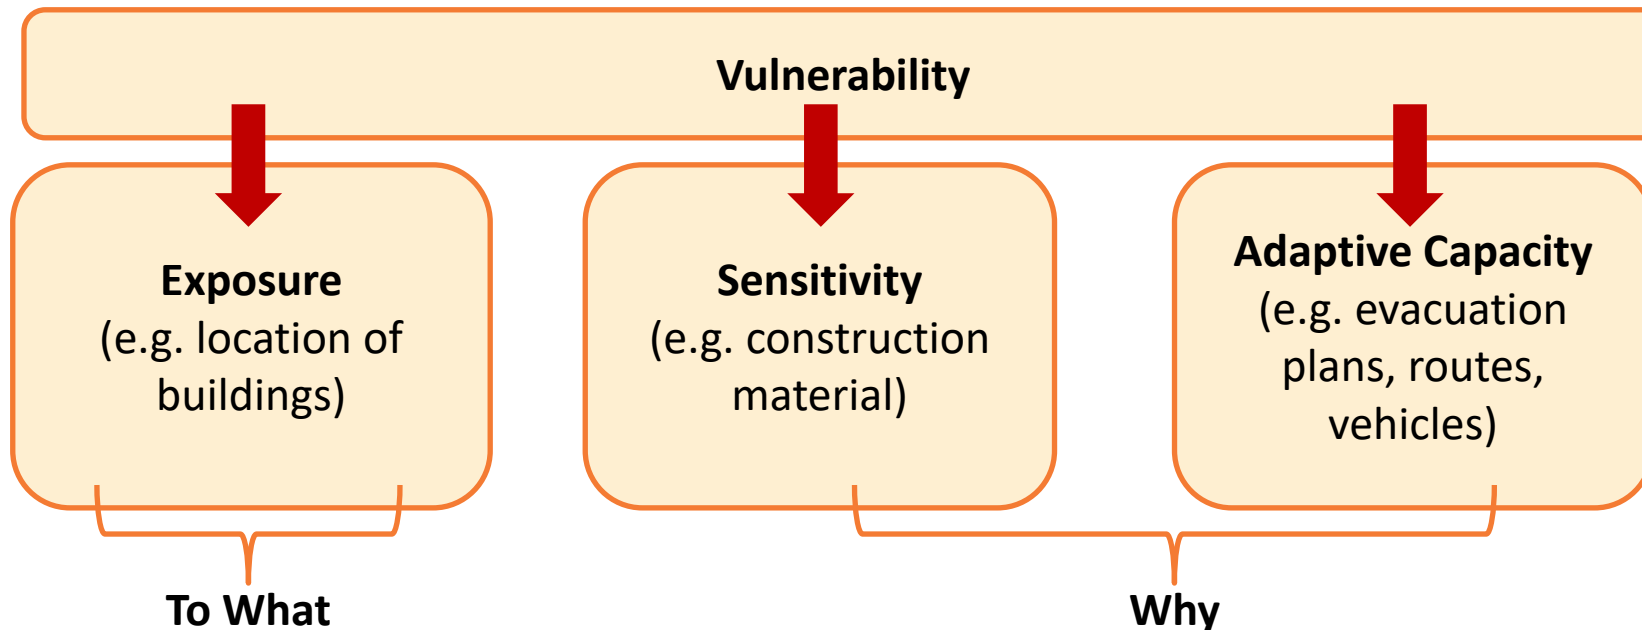 Vulnerability
Exposure
(e.g. location of
buildings)
Sensitivity
(e.g. construction
material)
Adaptive Capacity
(e.g. evacuation
plans, routes,
vehicles)
To What
Why